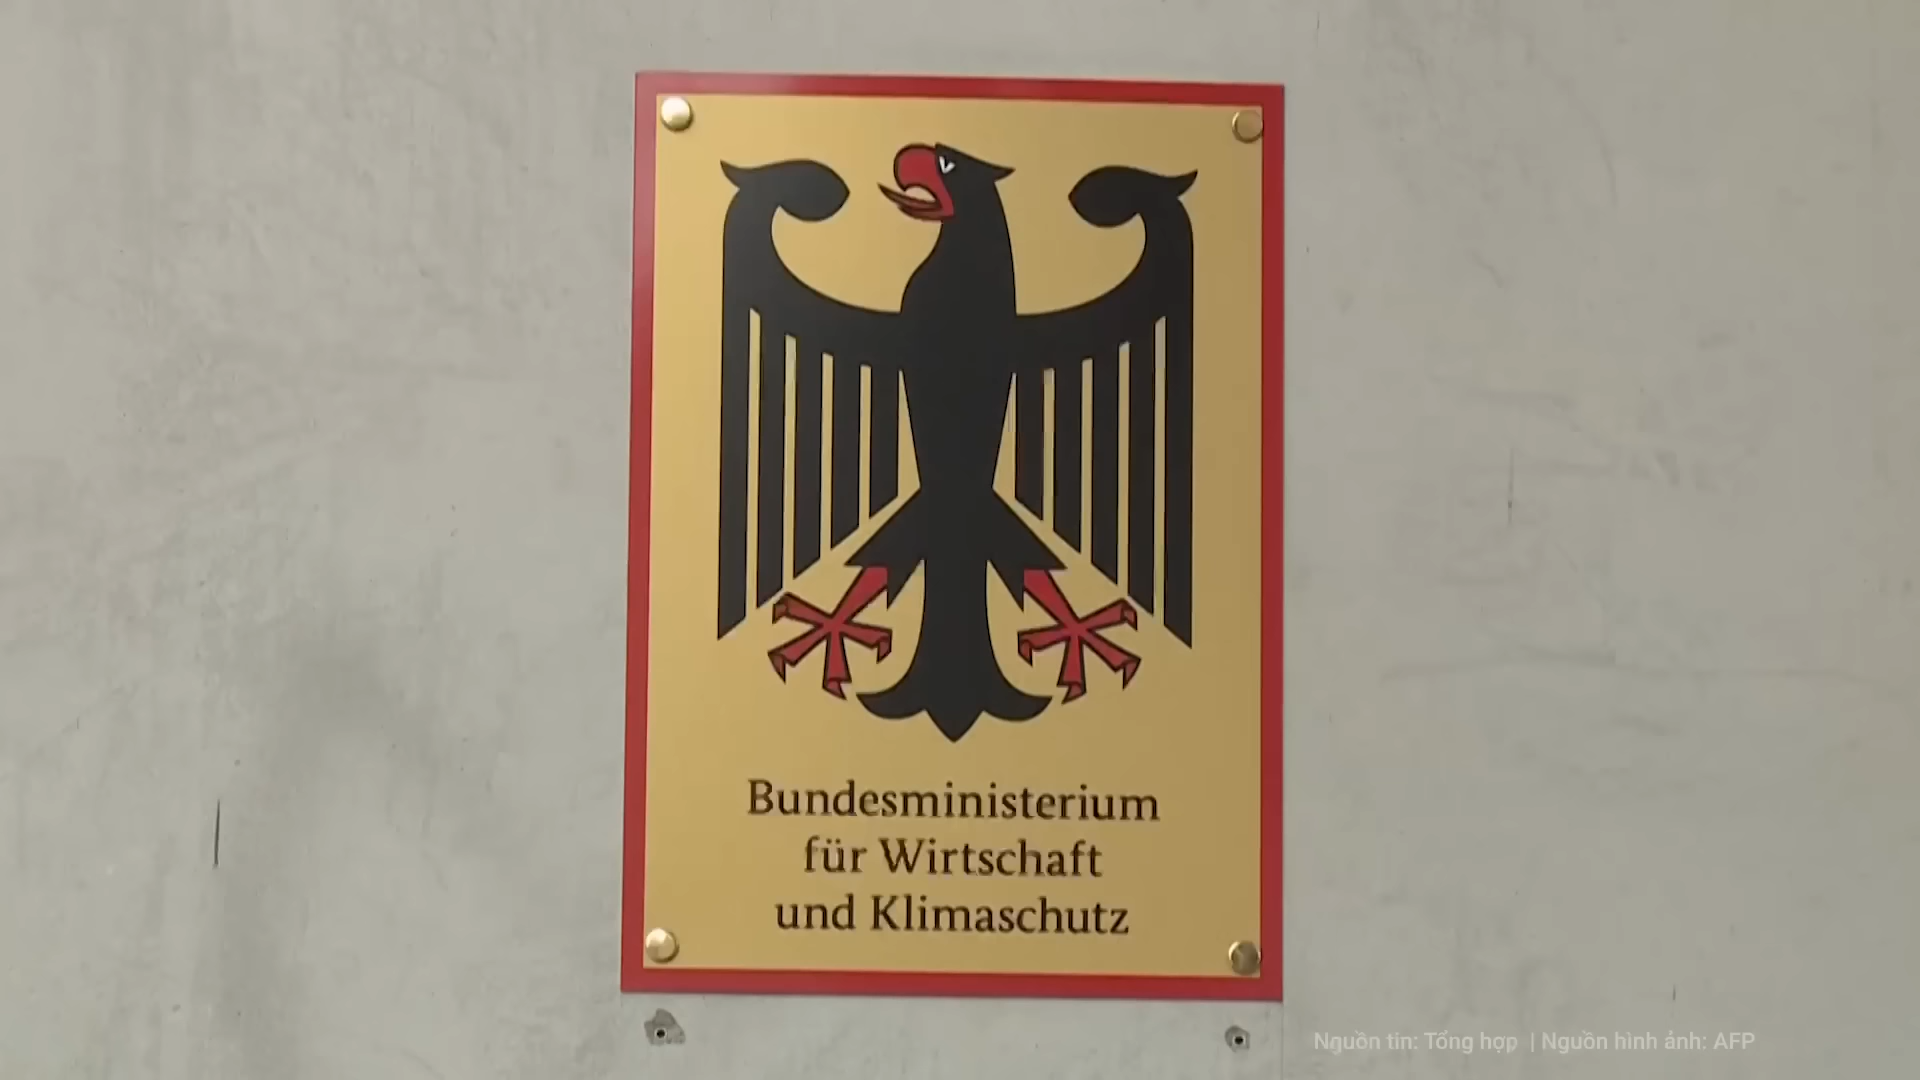 Bundesministerium
für Wirtschaft
und Klimaschutz
Nguồn tin: Tổng hợp | Nguồn hình ảnh: AFP